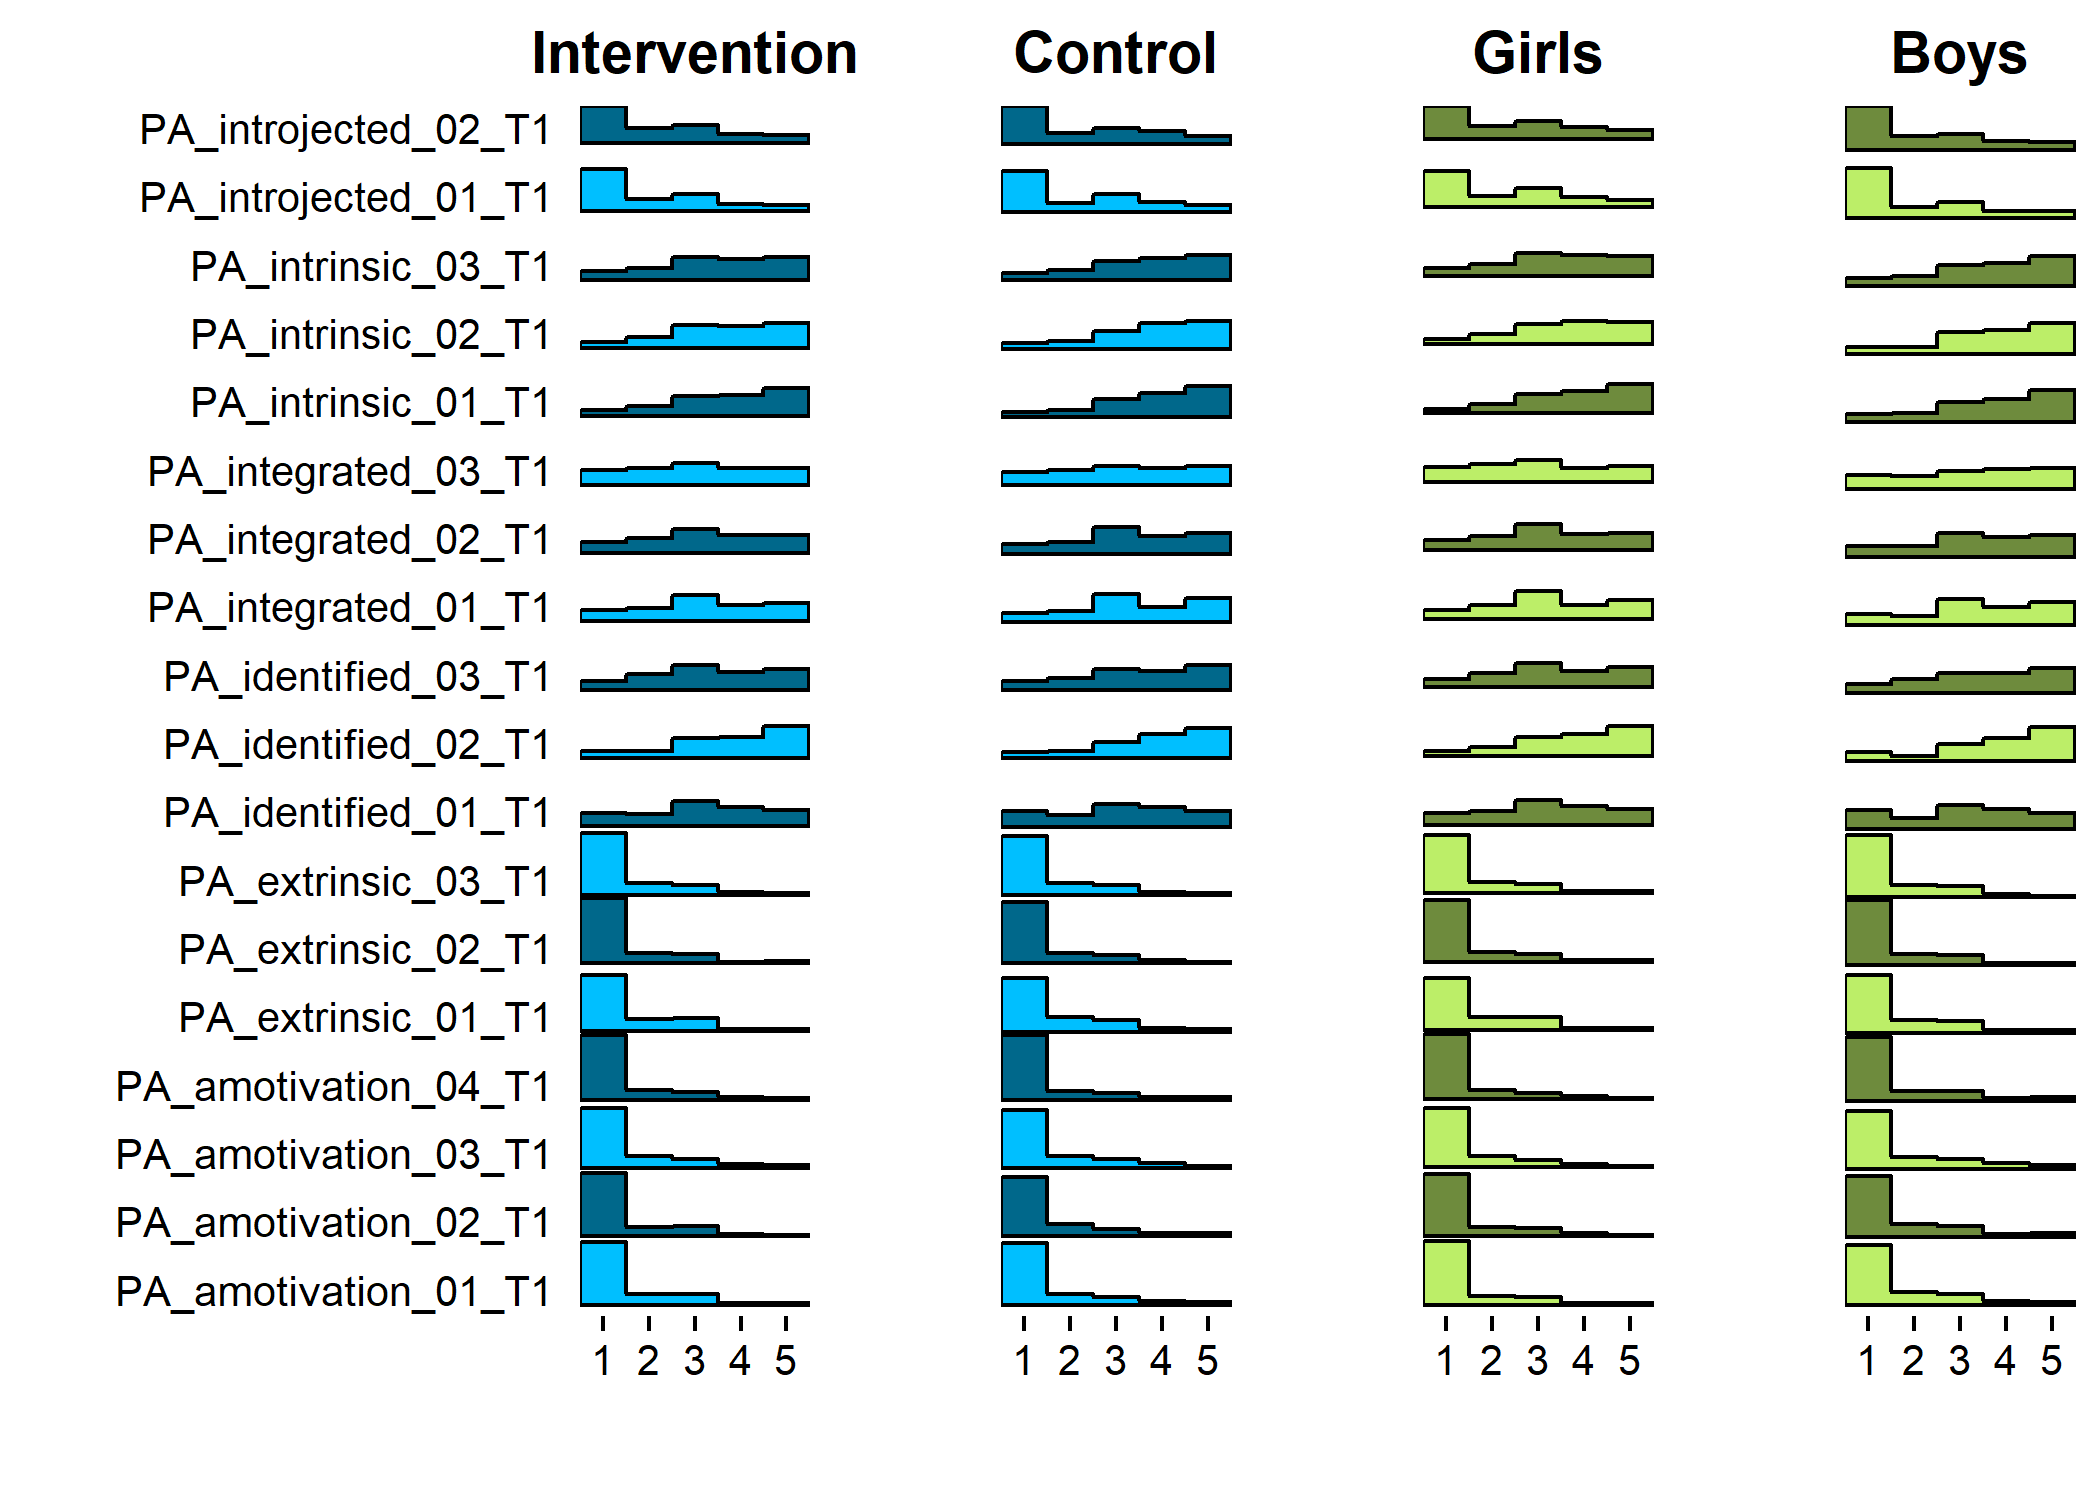 Intervention Control Girls Boys
PA_introjected_02_T1
PA_introjected_01_T1
PA_intrinsic_03_T1
PA_intrinsic_02_T1
PA_intrinsic_01_T1
PA_integrated_03_T1
PA_integrated_02_T1
PA_integrated_01_T1
PA_identified_03_T1
PA_identified_02_T1
PA_identified_01_T1
PA_extrinsic_03_T1
PA_extrinsic_02_T1
PA_extrinsic_01_T1
PA_amotivation_04_T1
PA_amotivation_03_T1
PA_amotivation_02_T1
PA_amotivation_01_T1
1 2 3 4 5 1 2 3 4 5 1 2 3 4 5 1 2 3 4 5